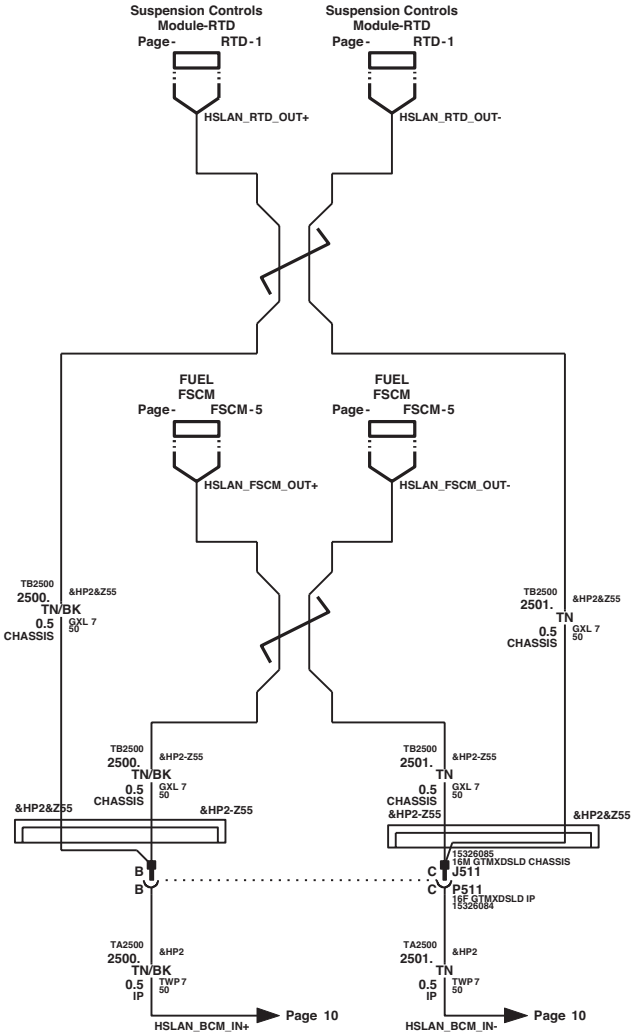 Suspension Controls
Module-RTD
Page- RTD-1
Suspension Controls
Module-RTD
Page- RTD-1
HSLAN_RTD_OUT+
HSLAN_RTD_OUT-
FUEL
FSCM
Page- FSCM-5
FUEL
FSCM
Page- FSCM-5
HSLAN_FSCM_OUT+
HSLAN_FSCM_OUT-
TB2500
2500.
TN/BK
0.5
CHASSIS
&HP2&Z55
GXL 7
50
TB2500
2501.
TN
0.5
CHASSIS
&HP2&Z55
GXL 7
50
TB2500
2500.
TN/BK
0.5
CHASSIS
&HP2-Z55
GXL 7
50
TB2500
2501.
TN
0.5
CHASSIS
&HP2-Z55
GXL 7
50
&HP2&Z55
&HP2-Z55
&HP2-Z55
&HP2&Z55
15326085
16M GTMXDSLD CHASSIS
B
C J511
B
C P511
16F GTMXDSLD IP
15326084
TA2500
2500.
TN/BK
0.5
IP
&HP2
TWP 7
50
TA2500
2501.
TN
0.5
IP
&HP2
TWP 7
50
HSLAN_BCM_IN+
Page 10
HSLAN_BCM_IN-
Page 10